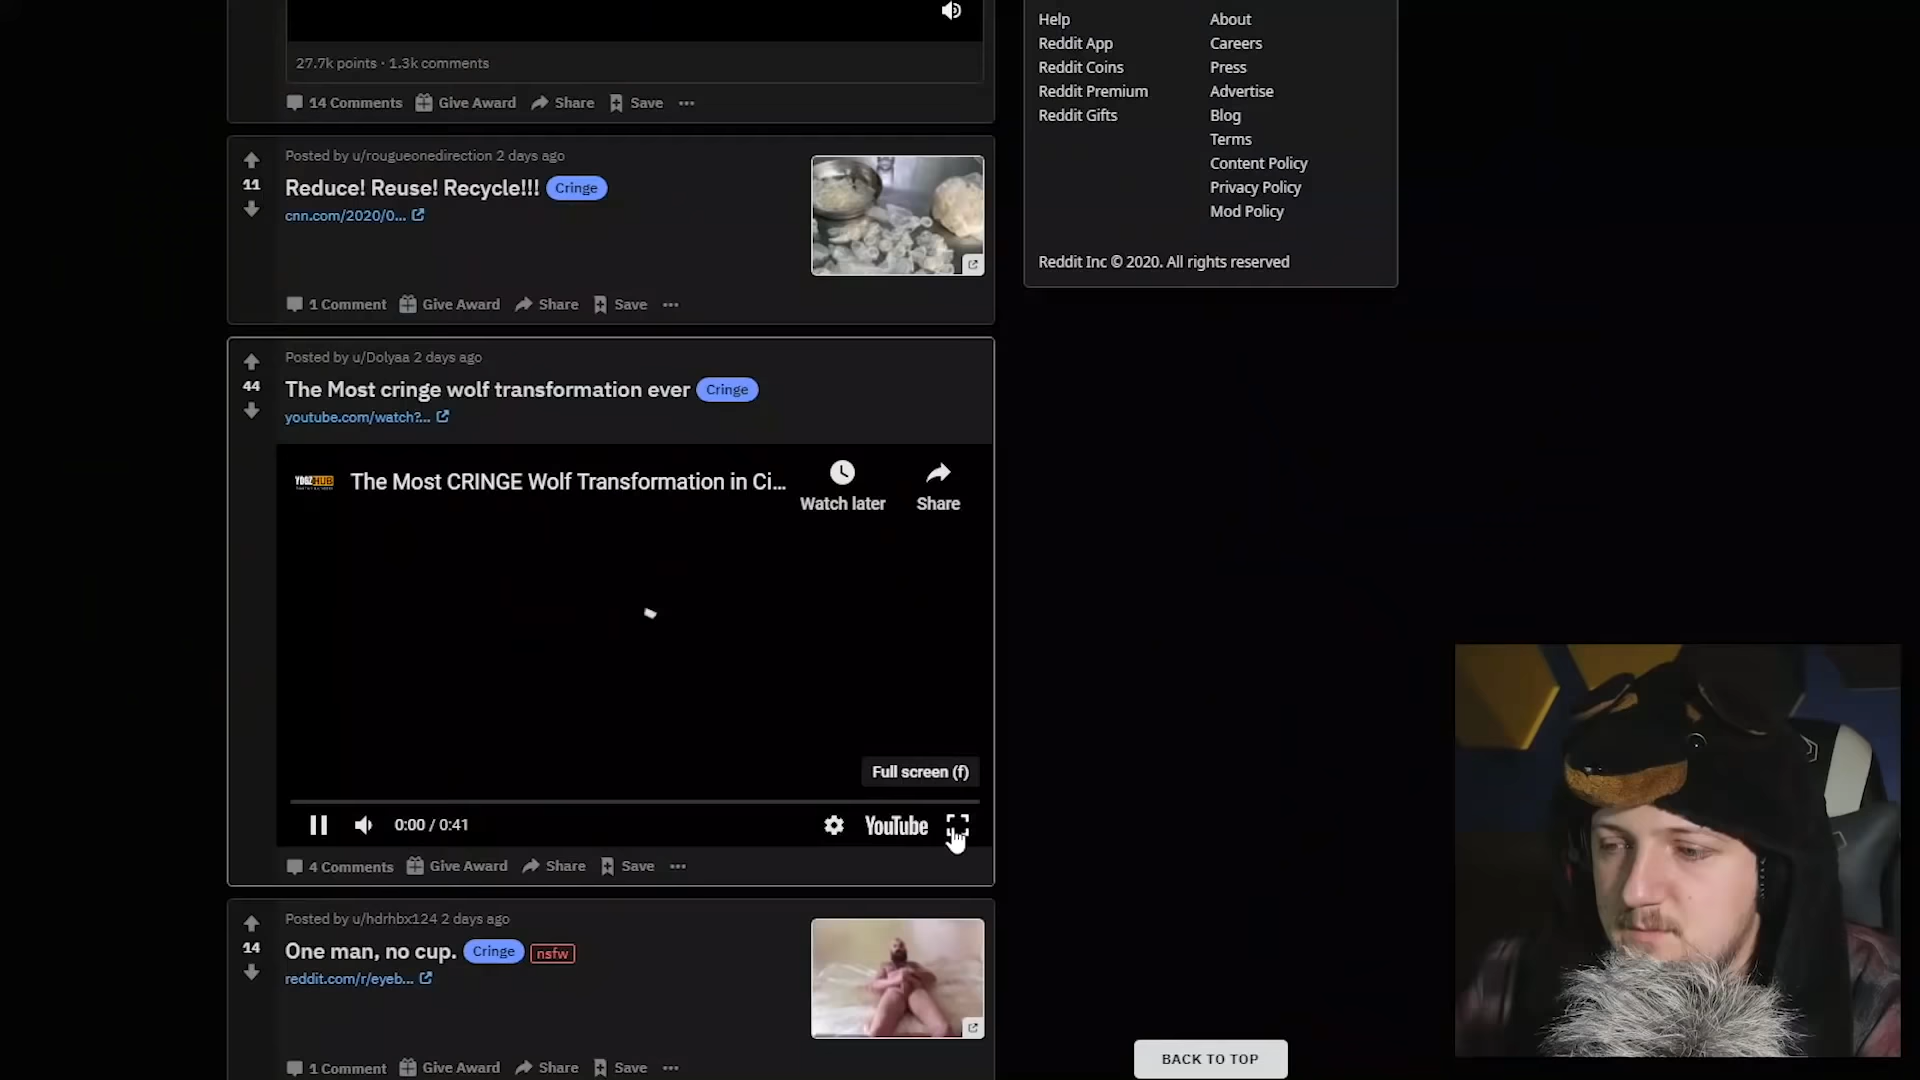 27.7k points · 1.3k comments
14 Comments Give Award Share Save
Posted by u/rougueonedirection 2 days ago
11
Reduce! Reuse! Recycle!!! Cringe
cnn.com/2020/0...
1 Comment Give Award Share Save
Posted by u/Dolyaa 2 days ago
44
The Most cringe wolf transformation ever Cringe
youtube.com/watch?...
The Most CRINGE Wolf Transformation in Ci...
Watch later Share
Full screen (f)
0:00 / 0:41
YouTube
4 Comments Give Award Share Save
Posted by u/hdrhbx124 2 days ago
14
One man, no cup. Cringe nsfw
reddit.com/r/eyeb...
1 Comment Give Award Share Save
Help
Reddit App
Reddit Coins
Reddit Premium
Reddit Gifts
About
Careers
Press
Advertise
Blog
Terms
Content Policy
Privacy Policy
Mod Policy
Reddit Inc © 2020. All rights reserved
BACK TO TOP